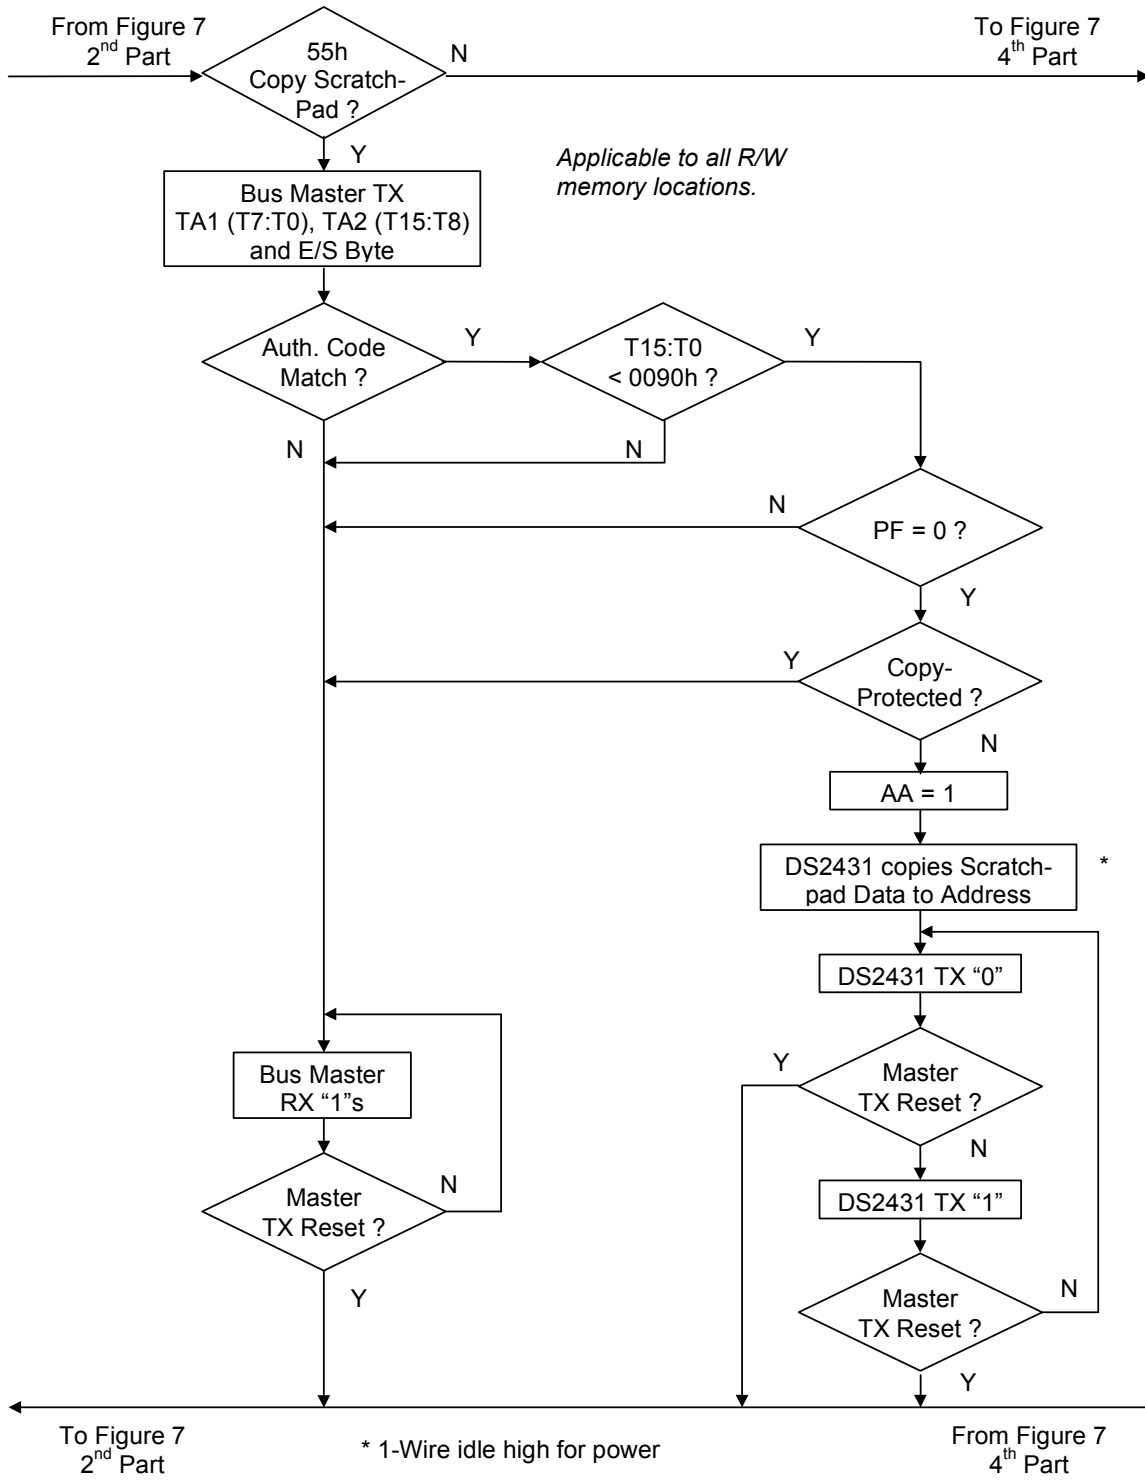 From Figure 7
2nd Part
To Figure 7
4th Part
55h
Copy Scratch-
Pad ?
N
Y
Applicable to all R/W
memory locations.
Bus Master TX
TA1 (T7:T0), TA2 (T15:T8)
and E/S Byte
Auth. Code
Match ?
Y
T15:T0
< 0090h ?
Y
N
N
N
PF = 0 ?
Y
Y
Copy-
Protected ?
N
AA = 1
DS2431 copies Scratch-
pad Data to Address
*
DS2431 TX “0”
Y
Master
TX Reset ?
N
Bus Master
RX “1”s
DS2431 TX “1”
Master
TX Reset ?
N
Y
Master
TX Reset ?
N
Y
To Figure 7
2nd Part
* 1-Wire idle high for power
From Figure 7
4th Part